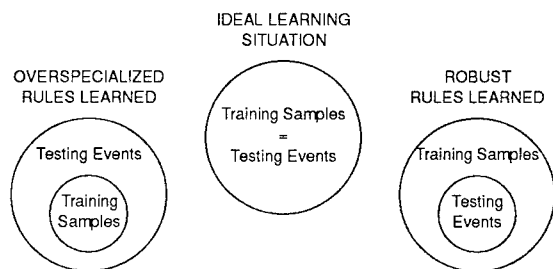 IDEAL LEARNING
SITUATION
OVERSPECIALIZED
RULES LEARNED
Testing Events
Training
Samples
Training Samples
=
Testing Events
ROBUST
RULES LEARNED
Training Samples
Testing
Events